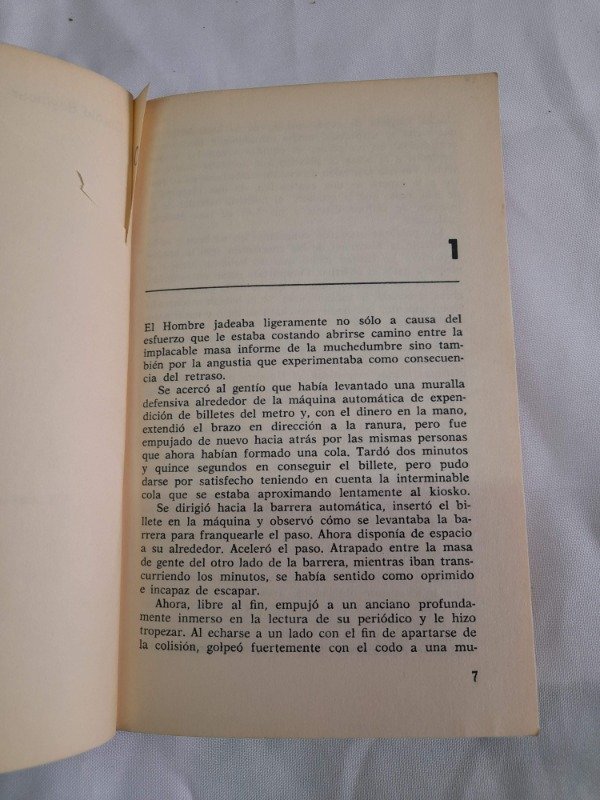 1
El Hombre jadeaba ligeramente no sólo a causa del
esfuerzo que le estaba costando abrirse camino entre la
implacable masa informe de la muchedumbre sino tam-
bién por la angustia que experimentaba como consecuen-
cia del retraso.
Se acercó al gentío que había levantado una muralla
defensiva alrededor de la máquina automática de expen-
dición de billetes del metro y, con el dinero en la mano,
extendió el brazo en dirección a la ranura, pero fue
empujado de nuevo hacia atrás por las mismas personas
que ahora habían formado una cola. Tardó dos minutos
y quince segundos en conseguir el billete, pero pudo
darse por satisfecho teniendo en cuenta la interminable
cola que se estaba aproximando lentamente al kiosko.
Se dirigió hacia la barrera automática, insertó el bi-
llete en la máquina y observó cómo se levantaba la ba-
rrera para franquearle el paso. Ahora disponía de espacio
a su alrededor. Aceleró el paso. Atrapado entre la masa
de gente del otro lado de la barrera, mientras iban trans-
curriendo los minutos, se había sentido como oprimido
e incapaz de escapar.
Ahora, libre al fin, empujó a un anciano profunda-
mente inmerso en la lectura de su periódico y le hizo
tropezar. Al echarse a un lado con el fin de apartarse de
la colisión, golpeó fuertemente con el codo a una mu-
7